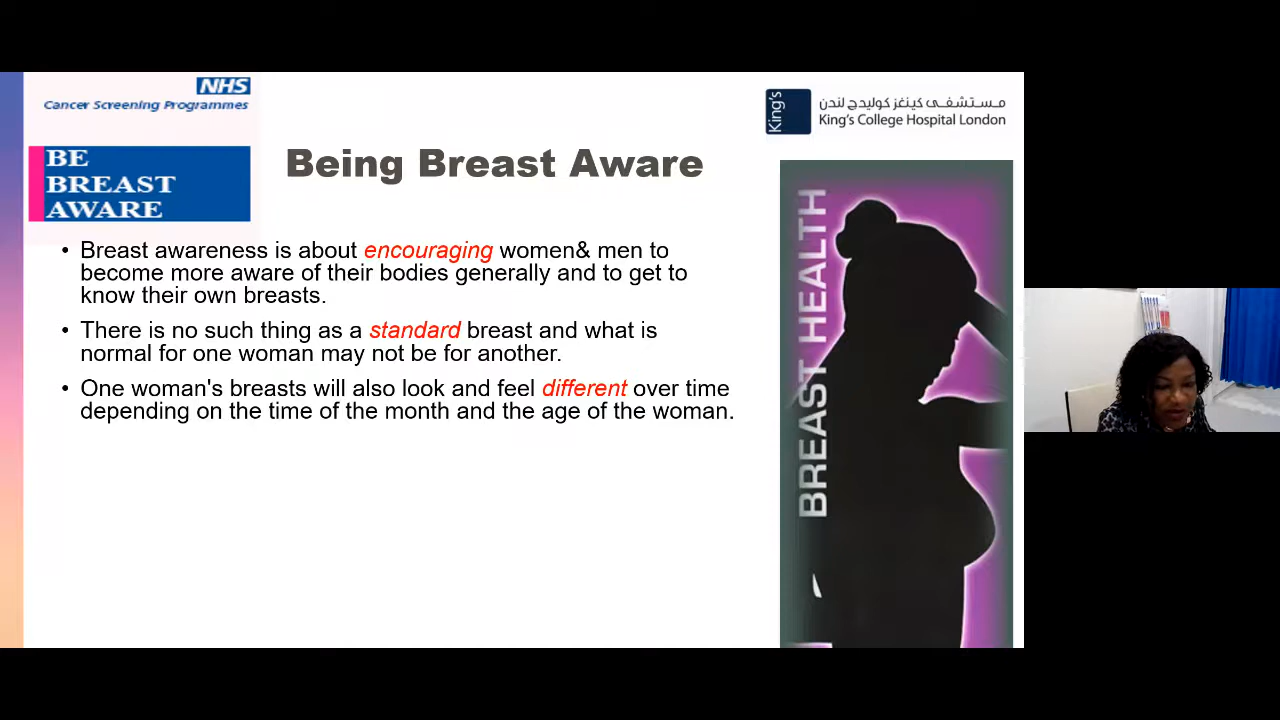 NHS
Cancer Screening Programmes
BE
BREAST
AWARE
King's
مستشفى كينغز كوليدج لندن
King's College Hospital London
Being Breast Aware
• Breast awareness is about encouraging women& men to
become more aware of their bodies generally and to get to
know their own breasts.
• There is no such thing as a standard breast and what is
normal for one woman may not be for another.
• One woman's breasts will also look and feel different over time
depending on the time of the month and the age of the woman.
BREAST HEALTH